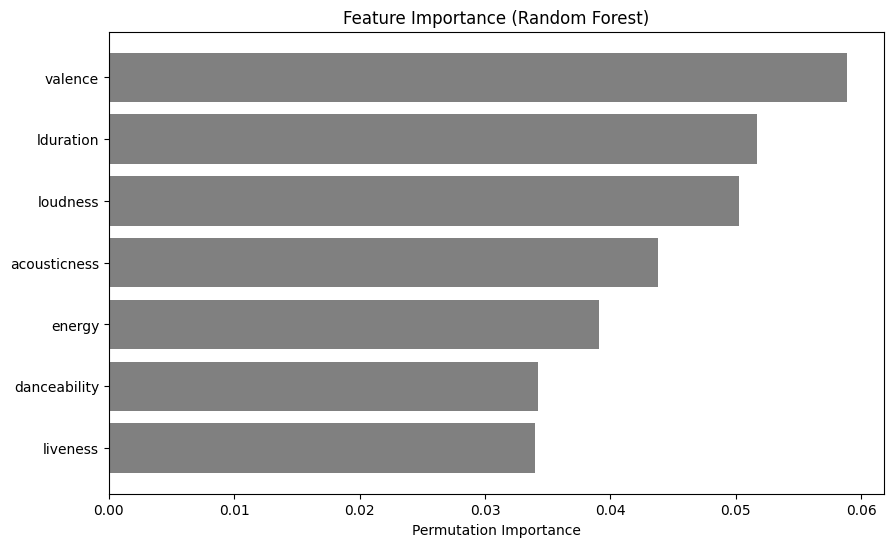 Feature Importance (Random Forest)
valence
lduration
loudness
acousticness
energy
danceability
liveness
0.00 0.01 0.02 0.03 0.04 0.05 0.06
Permutation Importance